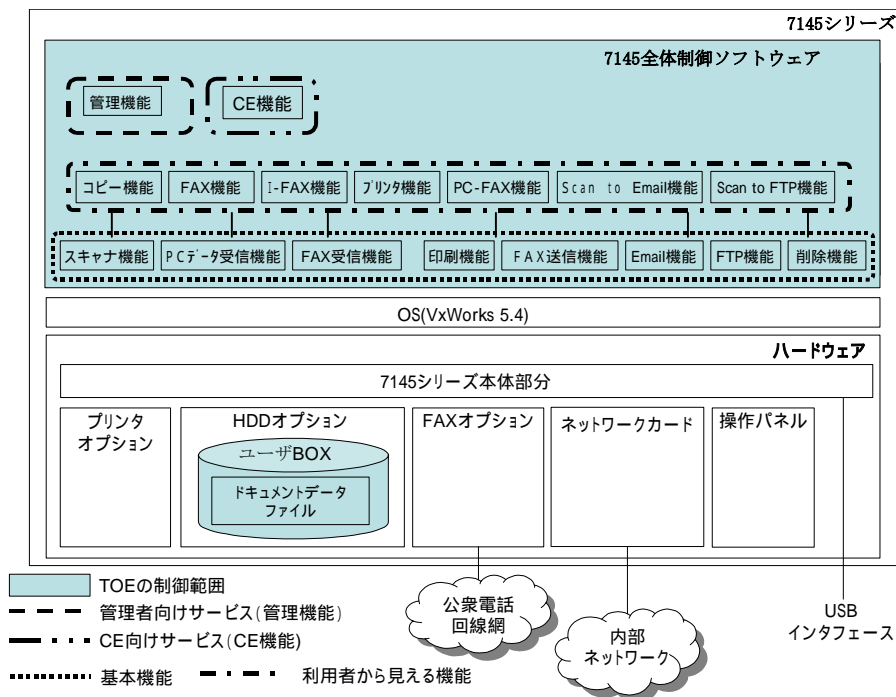 7145シリーズ
7145全体制御ソフトウェア
管理機能
CE機能
コピー機能
FAX機能
I-FAX機能
プリンタ機能
PC-FAX機能
Scan to Email機能
Scan to FTP機能
スキャナ機能
PCデータ受信機能
FAX受信機能
印刷機能
FAX送信機能
Email機能
FTP機能
削除機能
OS(VxWorks 5.4)
ハードウェア
7145シリーズ本体部分
プリンタ
オプション
HDDオプション
ユーザBOX
ドキュメントデータ
ファイル
FAXオプション
ネットワークカード
操作パネル
公衆電話
回線網
内部
ネットワーク
USB
インタフェース
TOEの制御範囲
管理者向けサービス(管理機能)
CE向けサービス(CE機能)
基本機能
利用者から見える機能